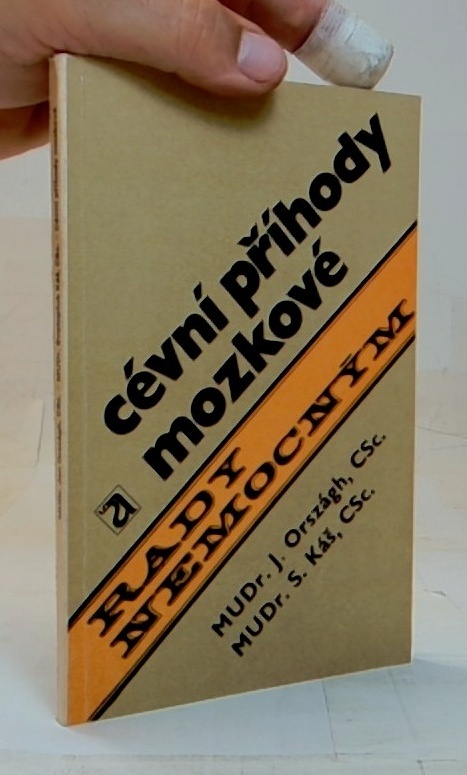 cévní příhody
mozkové
RADY
NEMOCNÝM
MUDr. J. Országh, CSc.
MUDr. S. Káš, CSc.